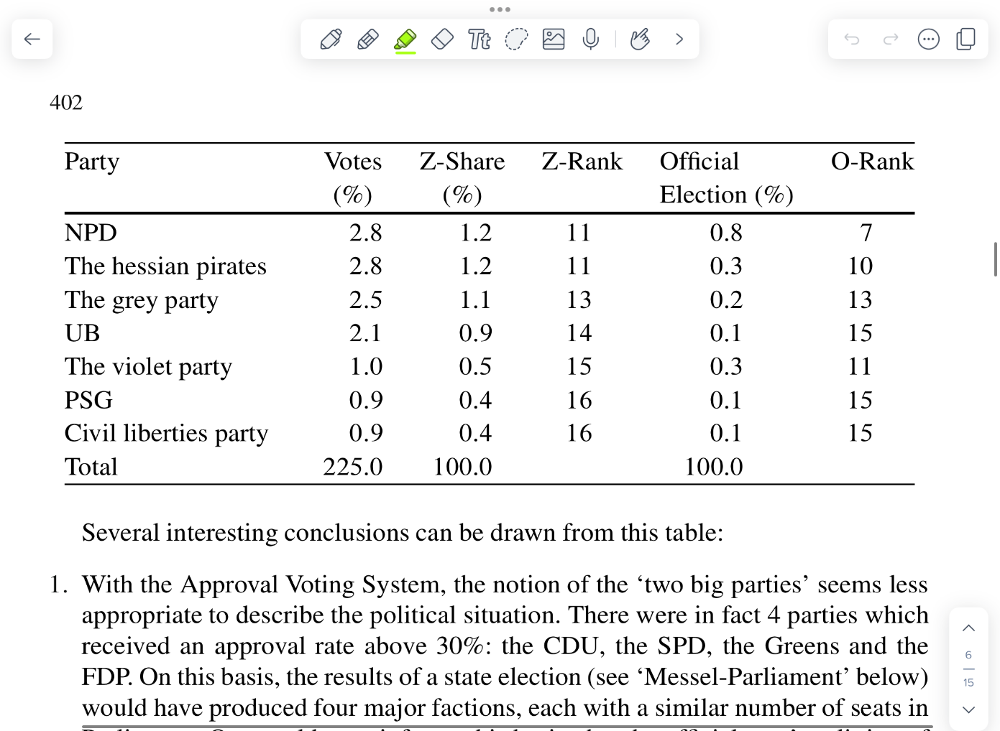 Tt
402
Party Votes Z-Share Z-Rank Official O-Rank
(%) (%) Election (%)
NPD 2.8 1.2 11 0.8 7
The hessian pirates 2.8 1.2 11 0.3 10
The grey party 2.5 1.1 13 0.2 13
UB 2.1 0.9 14 0.1 15
The violet party 1.0 0.5 15 0.3 11
PSG 0.9 0.4 16 0.1 15
Civil liberties party 0.9 0.4 16 0.1 15
Total 225.0 100.0 100.0
Several interesting conclusions can be drawn from this table:
1. With the Approval Voting System, the notion of the ‘two big parties’ seems less
appropriate to describe the political situation. There were in fact 4 parties which
received an approval rate above 30%: the CDU, the SPD, the Greens and the
FDP. On this basis, the results of a state election (see ‘Messel-Parliament’ below)
would have produced four major factions, each with a similar number of seats in
6
15